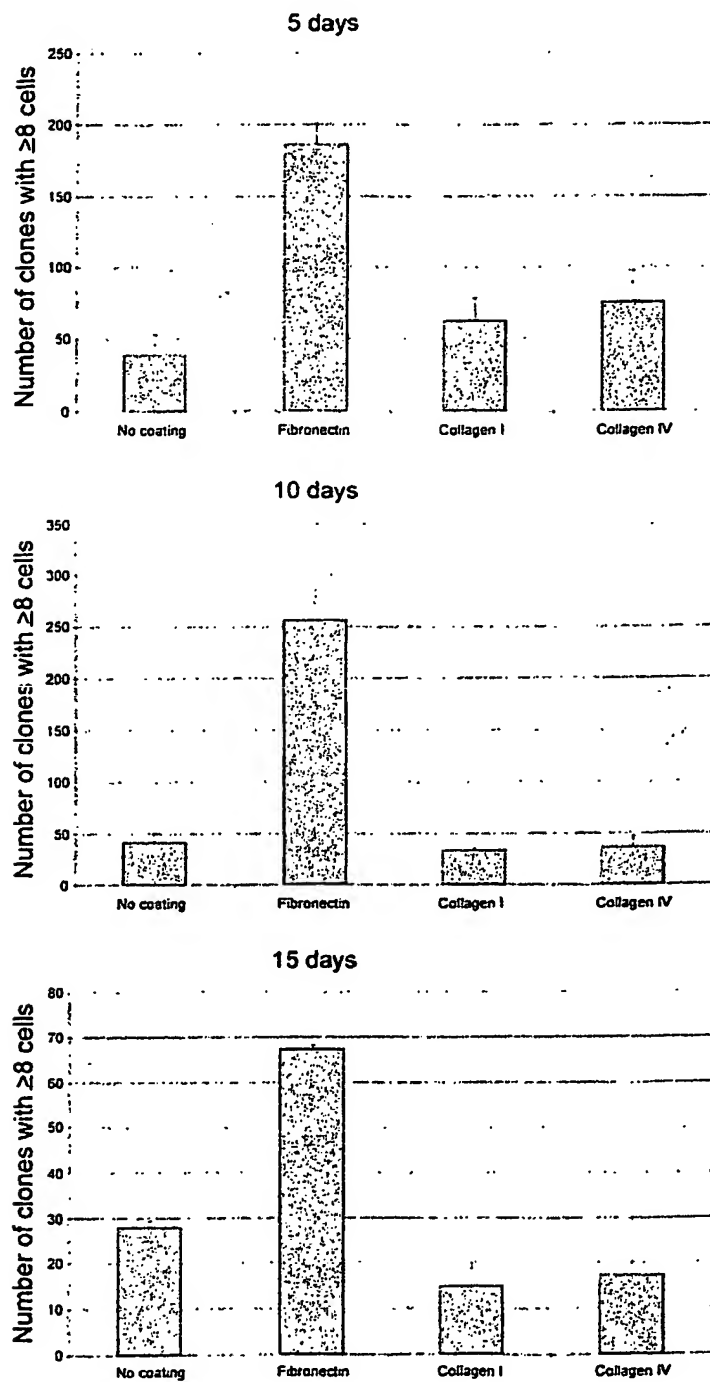 5 days
Number of clones with ≥8 cells
250
200
150
100
50
0
No coating
Fibronectin
Collagen I
Collagen IV
10 days
Number of clones with ≥8 cells
350
300
250
200
150
100
50
0
No coating
Fibronectin
Collagen I
Collagen IV
15 days
Number of clones with ≥8 cells
80
70
60
50
40
30
20
10
0
No coating
Fibronectin
Collagen I
Collagen IV